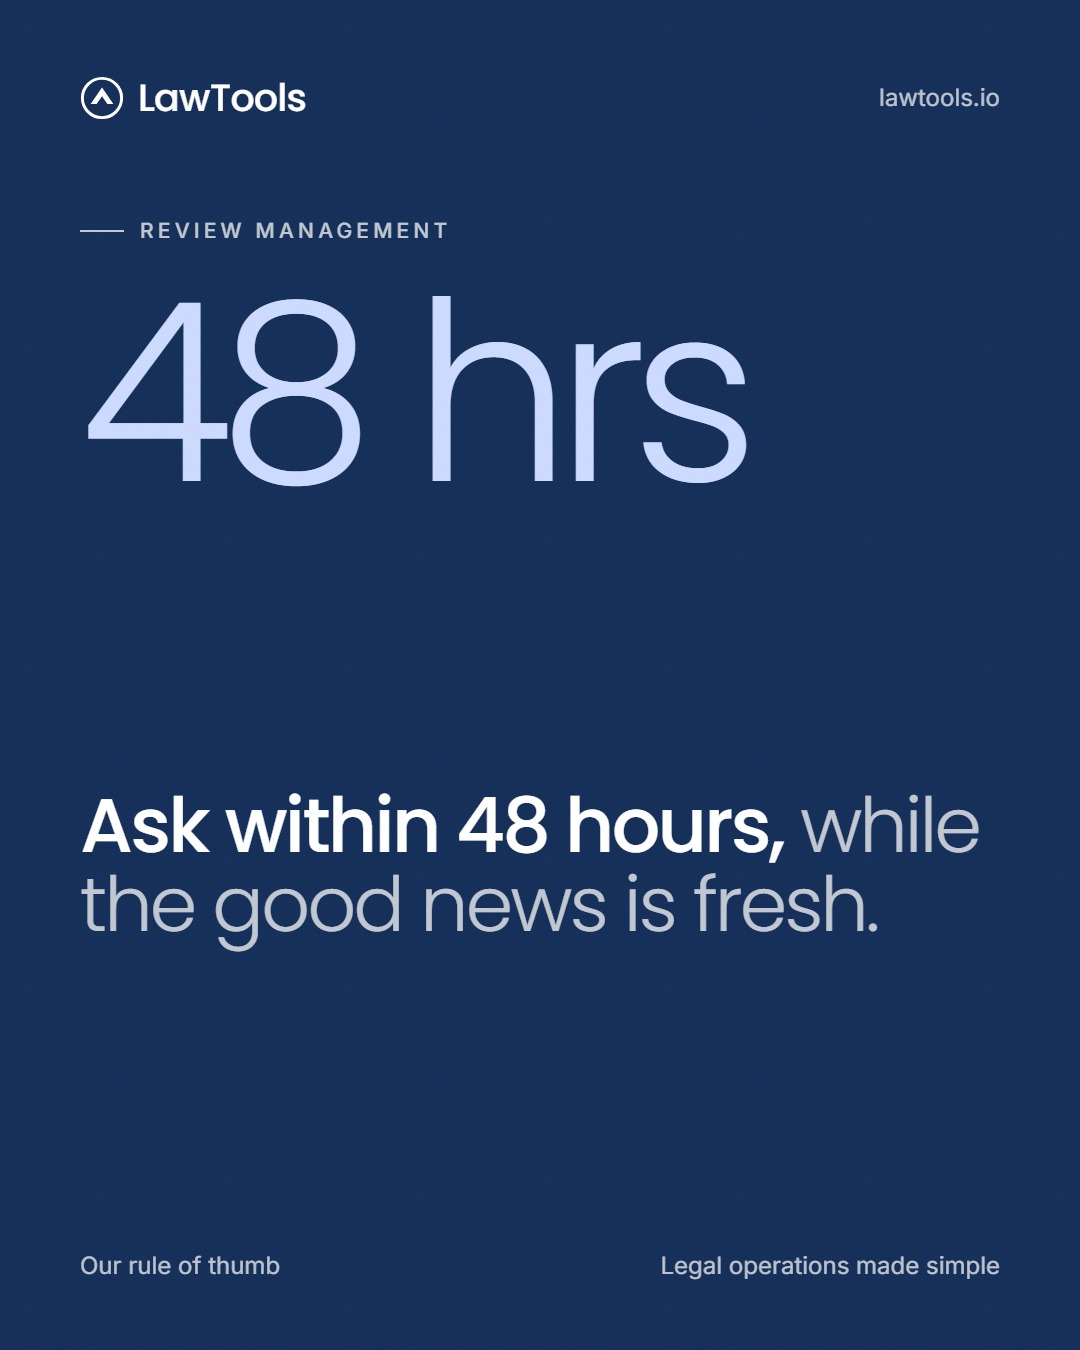 LawTools
lawtools.io
REVIEW MANAGEMENT
48 hrs
Ask within 48 hours, while
the good news is fresh.
Our rule of thumb
Legal operations made simple